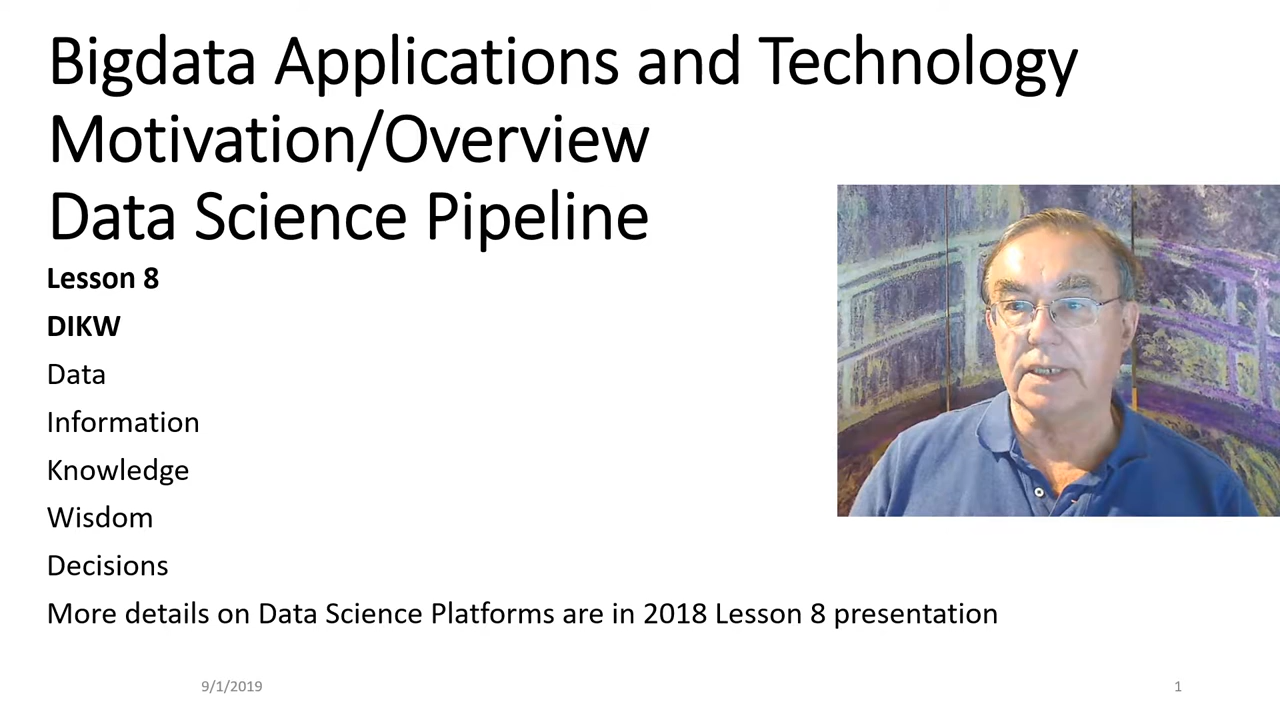 Bigdata Applications and Technology
Motivation/Overview
Data Science Pipeline
Lesson 8
DIKW
Data
Information
Knowledge
Wisdom
Decisions
More details on Data Science Platforms are in 2018 Lesson 8 presentation
9/1/2019
1